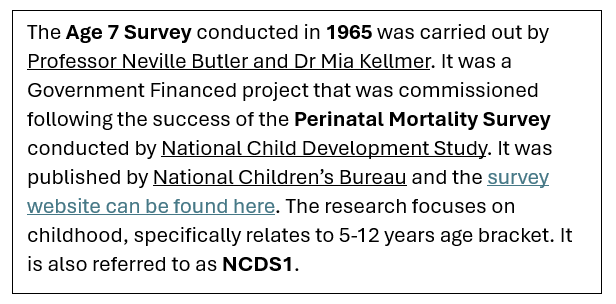 The Age 7 Survey conducted in 1965 was carried out by
Professor Neville Butler and Dr Mia Kellmer. It was a
Government Financed project that was commissioned
following the success of the Perinatal Mortality Survey
conducted by National Child Development Study. It was
published by National Children’s Bureau and the survey
website can be found here. The research focuses on
childhood, specifically relates to 5-12 years age bracket. It
is also referred to as NCDS1.